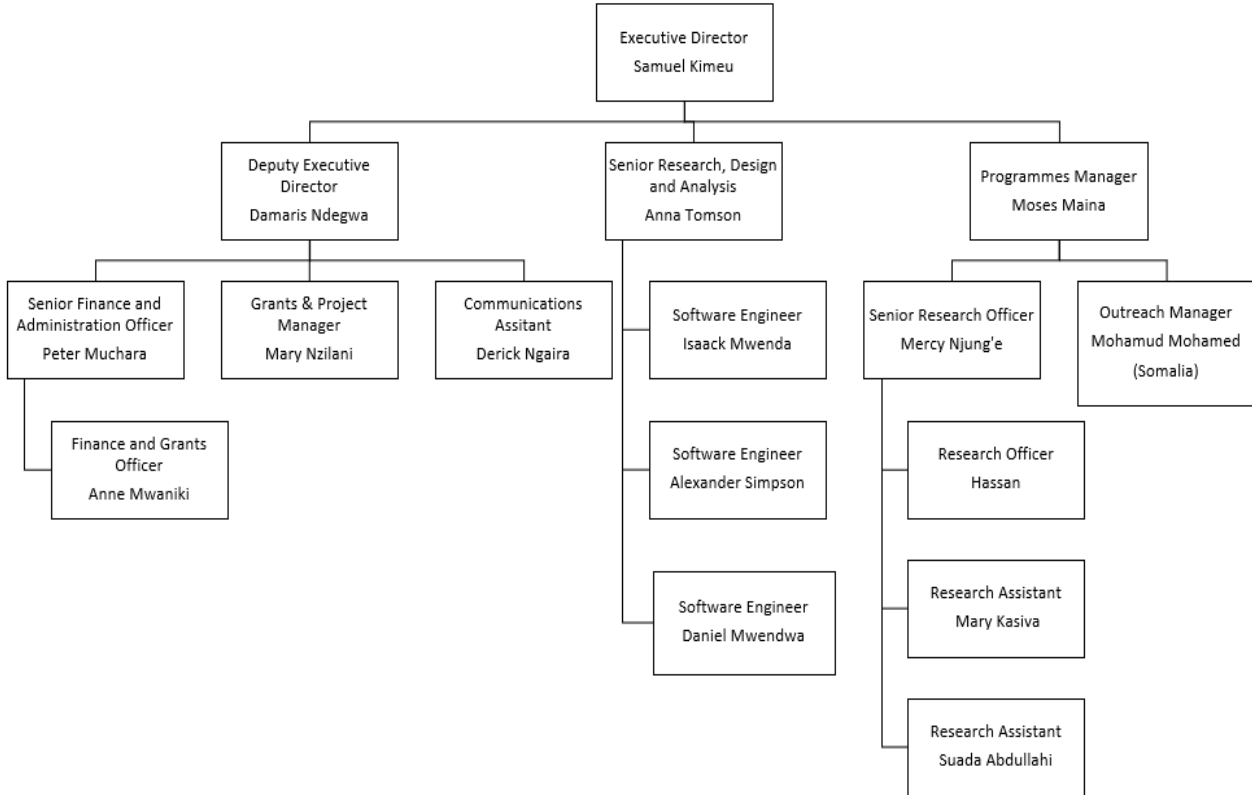 Executive Director
Samuel Kimeu
Deputy Executive
Director
Damaris Ndegwa
Senior Research, Design
and Analysis
Anna Tomson
Programmes Manager
Moses Maina
Senior Finance and
Administration Officer
Peter Muchara
Grants & Project
Manager
Mary Nzilani
Communications
Assitant
Derick Ngaira
Software Engineer
Isaack Mwenda
Senior Research Officer
Mercy Njung'e
Outreach Manager
Mohamud Mohamed
(Somalia)
Finance and Grants
Officer
Anne Mwaniki
Software Engineer
Alexander Simpson
Research Officer
Hassan
Software Engineer
Daniel Mwendwa
Research Assistant
Mary Kasiva
Research Assistant
Suada Abdullahi